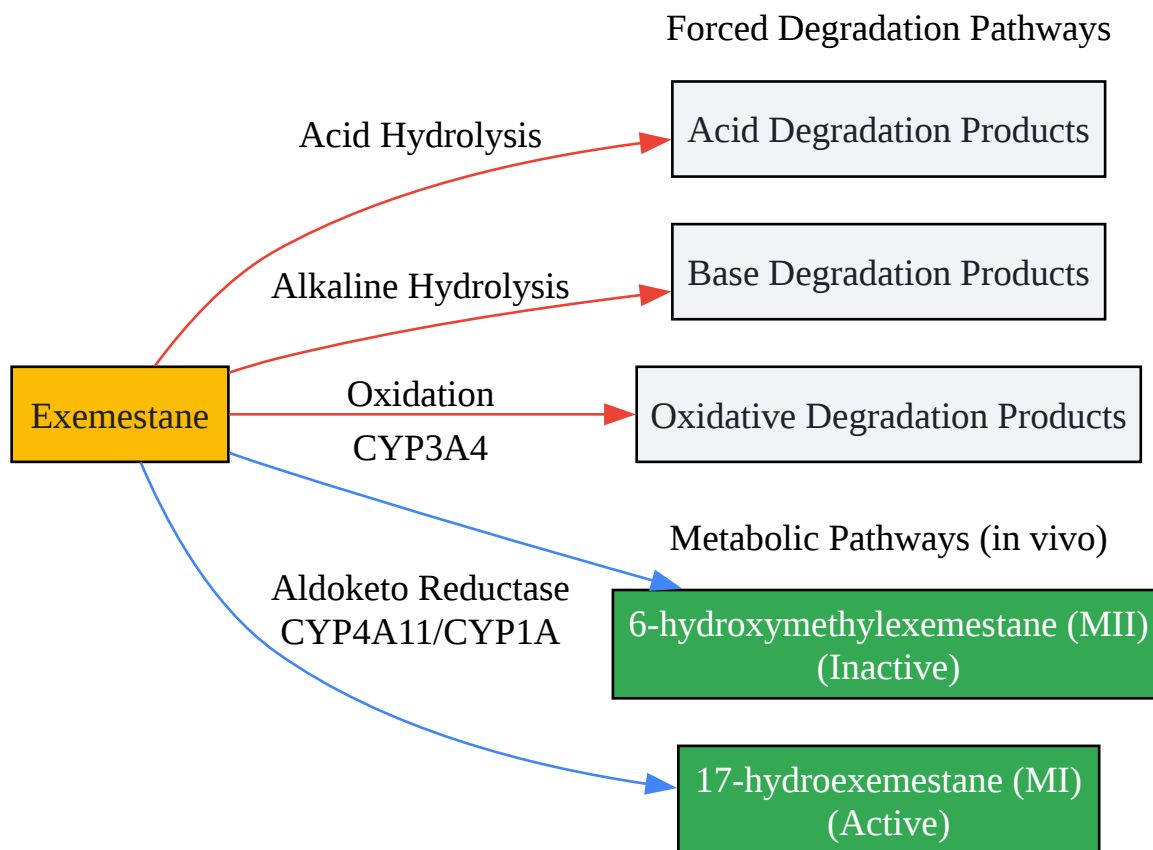 Forced Degradation Pathways
Acid Hydrolysis
Acid Degradation Products
Alkaline Hydrolysis
Base Degradation Products
Exemestane
Oxidation
Oxidative Degradation Products
CYP3A4
Metabolic Pathways (in vivo)
6-hydroxymethylexemestane (MII)
(Inactive)
Aldoketo Reductase
CYP4A11/CYP1A
17-hydroexemestane (MI)
(Active)